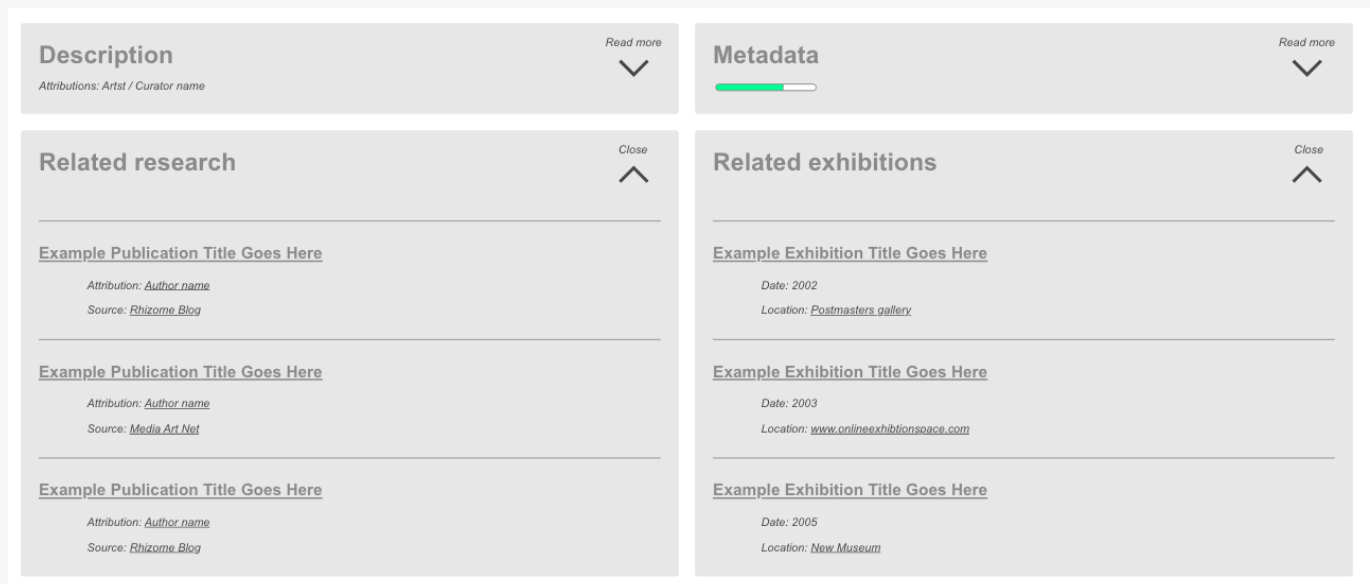 Description
Read more
Attributions: Artst / Curator name
Metadata
Read more
Related research
Close
Example Publication Title Goes Here
Attribution: Author name
Source: Rhizome Blog
Example Publication Title Goes Here
Attribution: Author name
Source: Media Art Net
Example Publication Title Goes Here
Attribution: Author name
Source: Rhizome Blog
Related exhibitions
Close
Example Exhibition Title Goes Here
Date: 2002
Location: Postmasters gallery
Example Exhibition Title Goes Here
Date: 2003
Location: www.onlineexhibtionspace.com
Example Exhibition Title Goes Here
Date: 2005
Location: New Museum